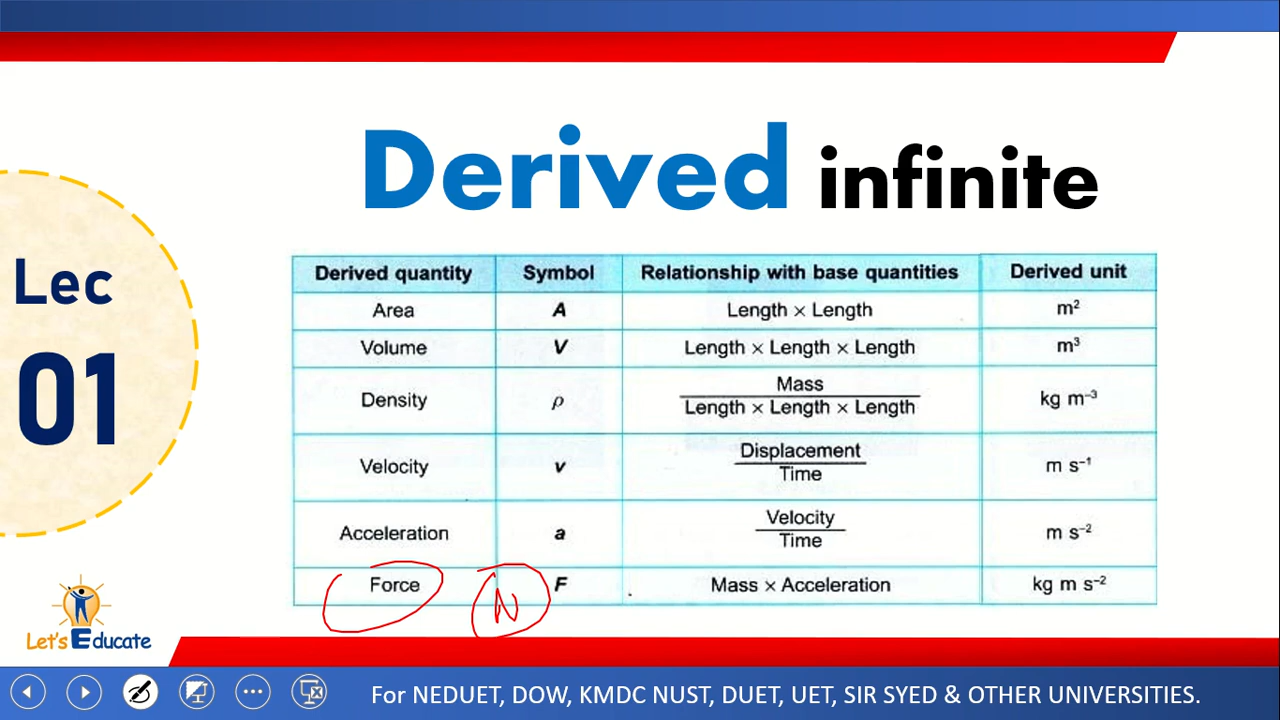 Derived infinite
Lec
01
Derived quantity Symbol Relationship with base quantities Derived unit
Area A Length × Length m²
Volume V Length × Length × Length m³
Density ρ Mass / Length × Length × Length kg m⁻³
Velocity v Displacement / Time m s⁻¹
Acceleration a Velocity / Time m s⁻²
Force F Mass × Acceleration kg m s⁻²
N
Let's Educate
For NEDUET, DOW, KMDC NUST, DUET, UET, SIR SYED & OTHER UNIVERSITIES.